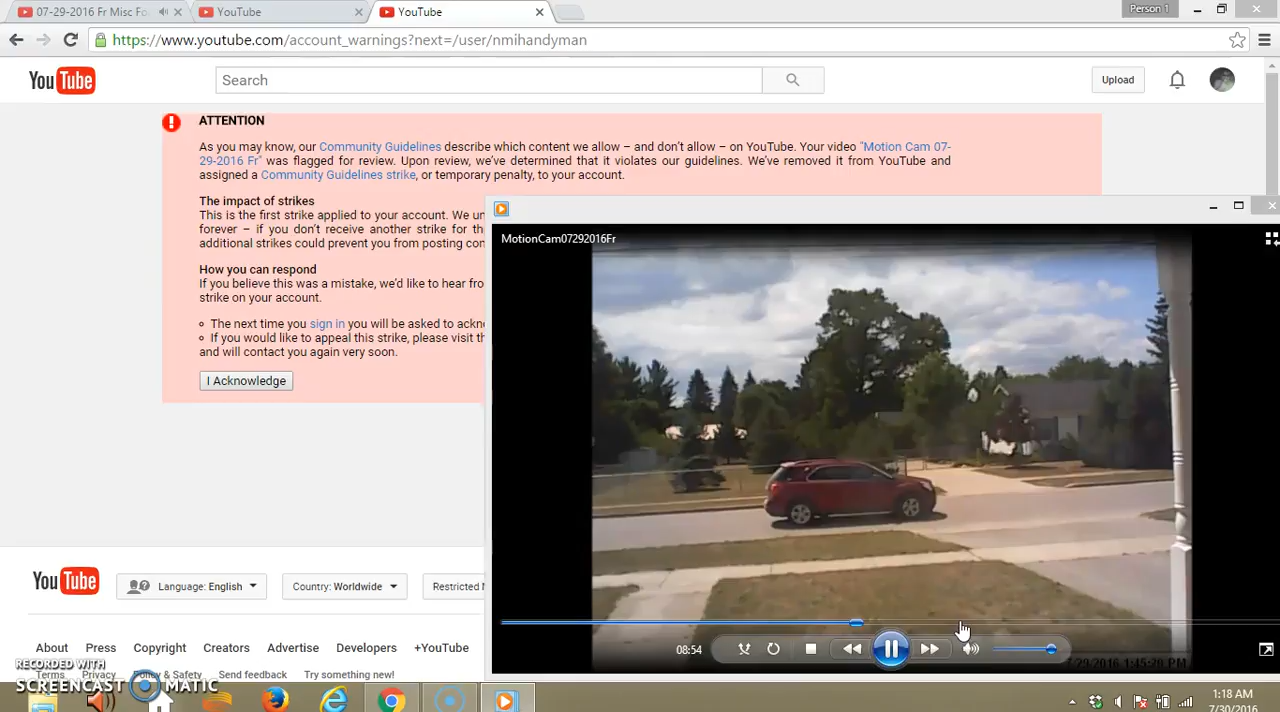 07-29-2016 Fr Misc Fo
YouTube
YouTube
Person 1
https://www.youtube.com/account_warnings?next=/user/nmihandyman
YouTube
Search
Upload
ATTENTION
As you may know, our Community Guidelines describe which content we allow – and don't allow – on YouTube. Your video "Motion Cam 07-
29-2016 Fr" was flagged for review. Upon review, we've determined that it violates our guidelines. We've removed it from YouTube and
assigned a Community Guidelines strike, or temporary penalty, to your account.
The impact of strikes
This is the first strike applied to your account. We un
forever – if you don't receive another strike for th
additional strikes could prevent you from posting con
How you can respond
If you believe this was a mistake, we'd like to hear fro
strike on your account.
The next time you sign in you will be asked to ackn
If you would like to appeal this strike, please visit th
and will contact you again very soon.
I Acknowledge
MotionCam07292016Fr
08:54
7/29/2016 1:45:20 PM
YouTube
Language: English
Country: Worldwide
Restricted M
About Press Copyright Creators Advertise Developers +YouTube
Terms Privacy Policy & Safety Send feedback Try something new!
RECORDED WITH
SCREENCAST MATIC
1:18 AM
7/30/2016